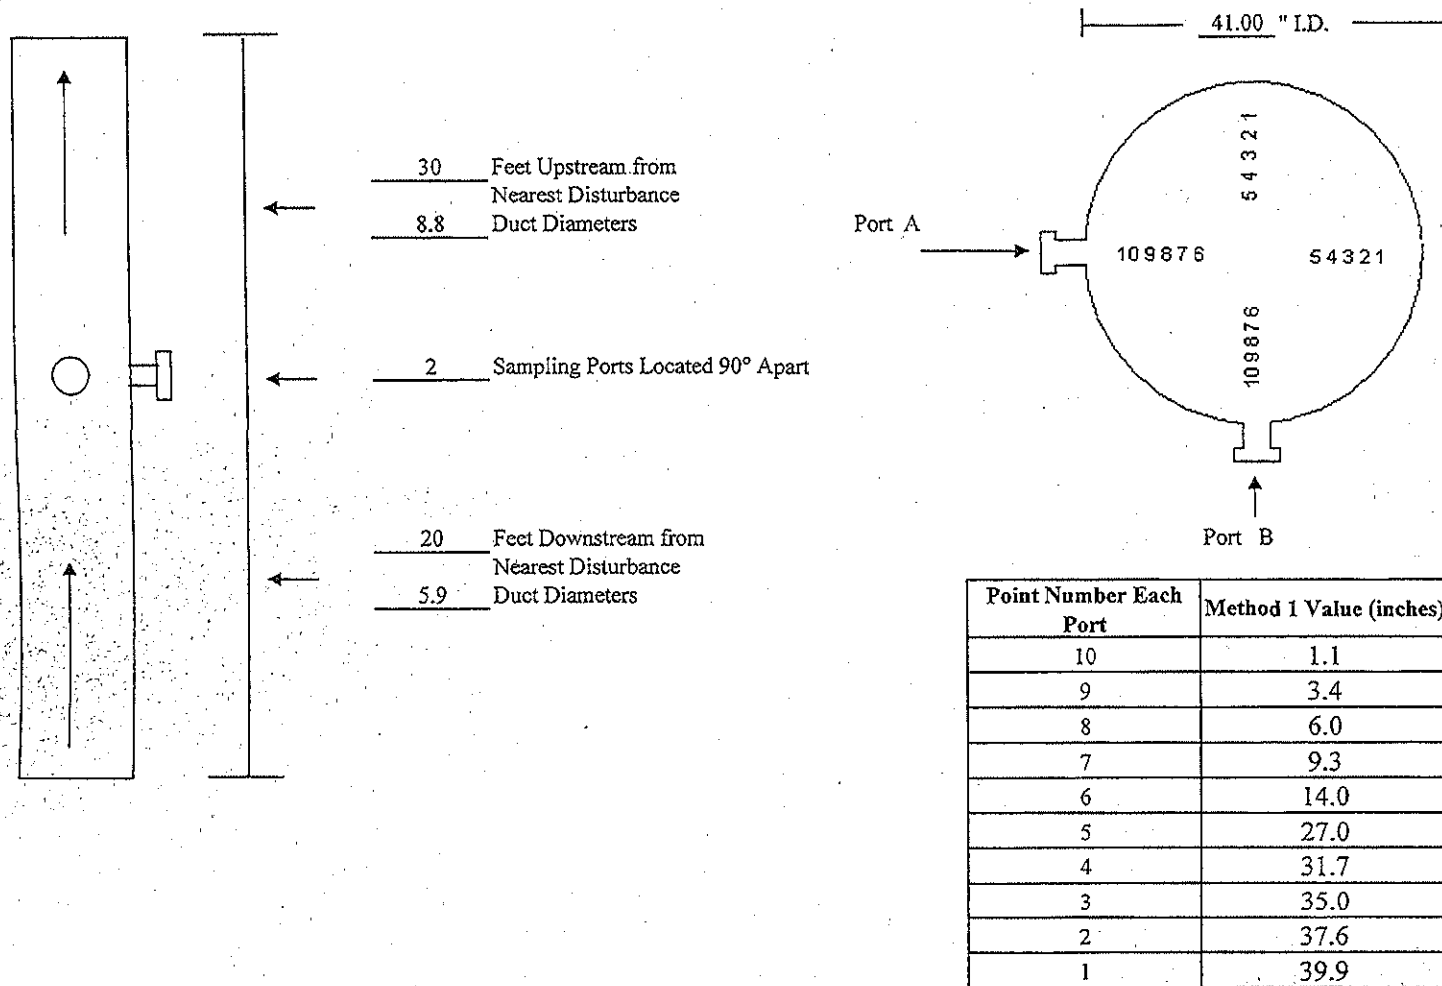 41.00 " I.D.
30 Feet Upstream from
Nearest Disturbance
8.8 Duct Diameters
2 Sampling Ports Located 90° Apart
20 Feet Downstream from
Nearest Disturbance
5.9 Duct Diameters
Port A
5 4 3 2 1
10 9 8 7 6
5 4 3 2 1
10 9 8 7 6
Port B
Point Number Each Port Method 1 Value (inches)
10 1.1
9 3.4
8 6.0
7 9.3
6 14.0
5 27.0
4 31.7
3 35.0
2 37.6
1 39.9